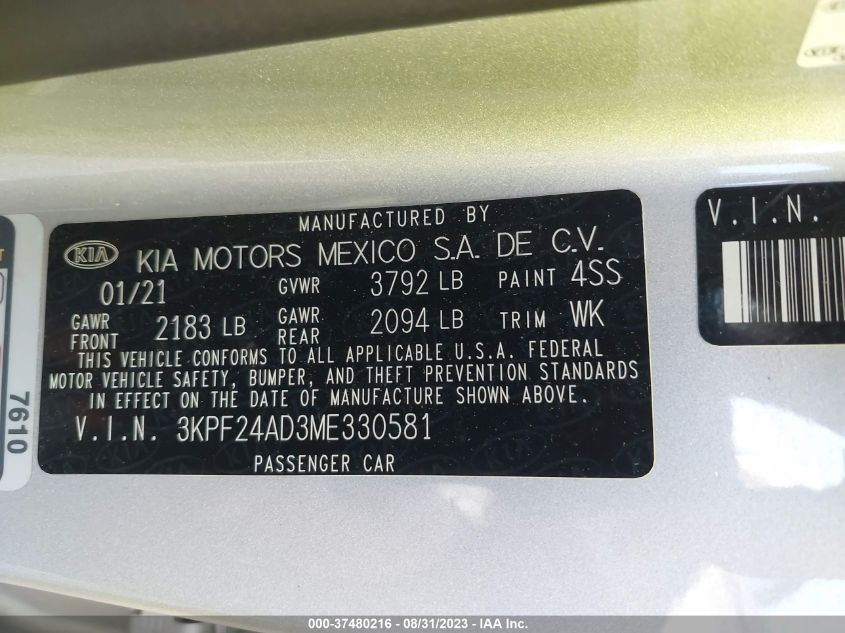 MANUFACTURED BY
KIA KIA MOTORS MEXICO S.A. DE C.V.
01/21 GVWR 3792 LB PAINT 4SS
GAWR FRONT 2183 LB GAWR REAR 2094 LB TRIM WK
THIS VEHICLE CONFORMS TO ALL APPLICABLE U.S.A. FEDERAL
MOTOR VEHICLE SAFETY, BUMPER, AND THEFT PREVENTION STANDARDS
IN EFFECT ON THE DATE OF MANUFACTURE SHOWN ABOVE.
V.I.N. 3KPF24AD3ME330581
PASSENGER CAR
V.I.N.
7610
000-37480216 - 08/31/2023 - IAA Inc.